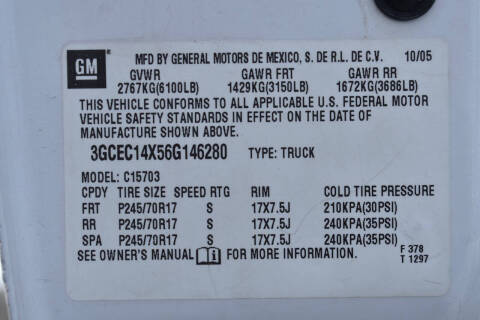 GM
MFD BY GENERAL MOTORS DE MEXICO, S. DE R.L. DE C.V. 10/05
GVWR GAWR FRT GAWR RR
2767KG(6100LB) 1429KG(3150LB) 1672KG(3686LB)
THIS VEHICLE CONFORMS TO ALL APPLICABLE U.S. FEDERAL MOTOR
VEHICLE SAFETY STANDARDS IN EFFECT ON THE DATE OF
MANUFACTURE SHOWN ABOVE.
3GCEC14X56G146280 TYPE: TRUCK
MODEL: C15703
CPDY TIRE SIZE SPEED RTG RIM COLD TIRE PRESSURE
FRT P245/70R17 S 17X7.5J 210KPA(30PSI)
RR P245/70R17 S 17X7.5J 240KPA(35PSI)
SPA P245/70R17 S 17X7.5J 240KPA(35PSI)
SEE OWNER'S MANUAL FOR MORE INFORMATION. F 378
T 1297